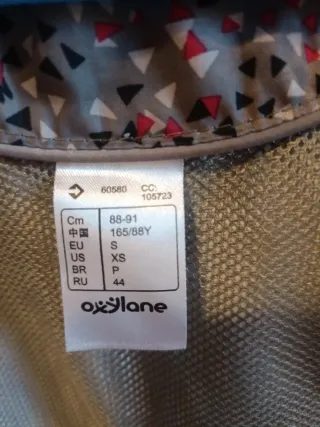 60580 CC:
105723
Cm 88-91
中国 165/88Y
EU S
US XS
BR P
RU 44
oxylane